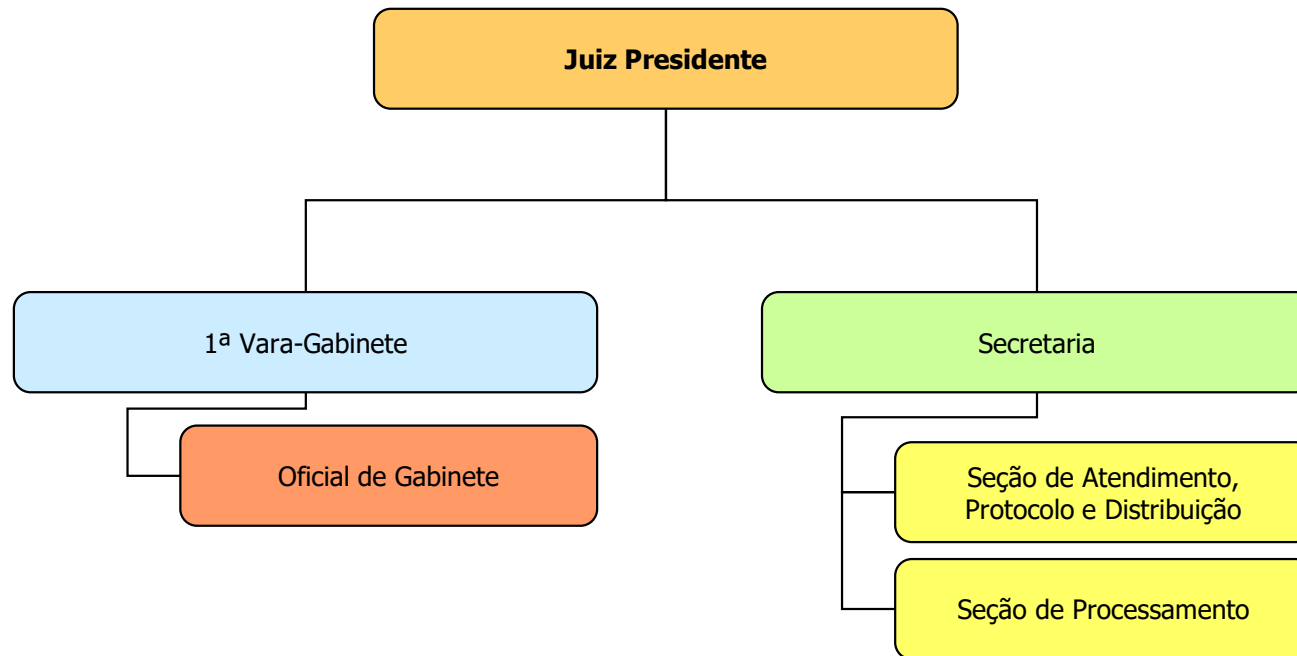 Juiz Presidente
1ª Vara-Gabinete
Secretaria
Oficial de Gabinete
Seção de Atendimento,
Protocolo e Distribuição
Seção de Processamento